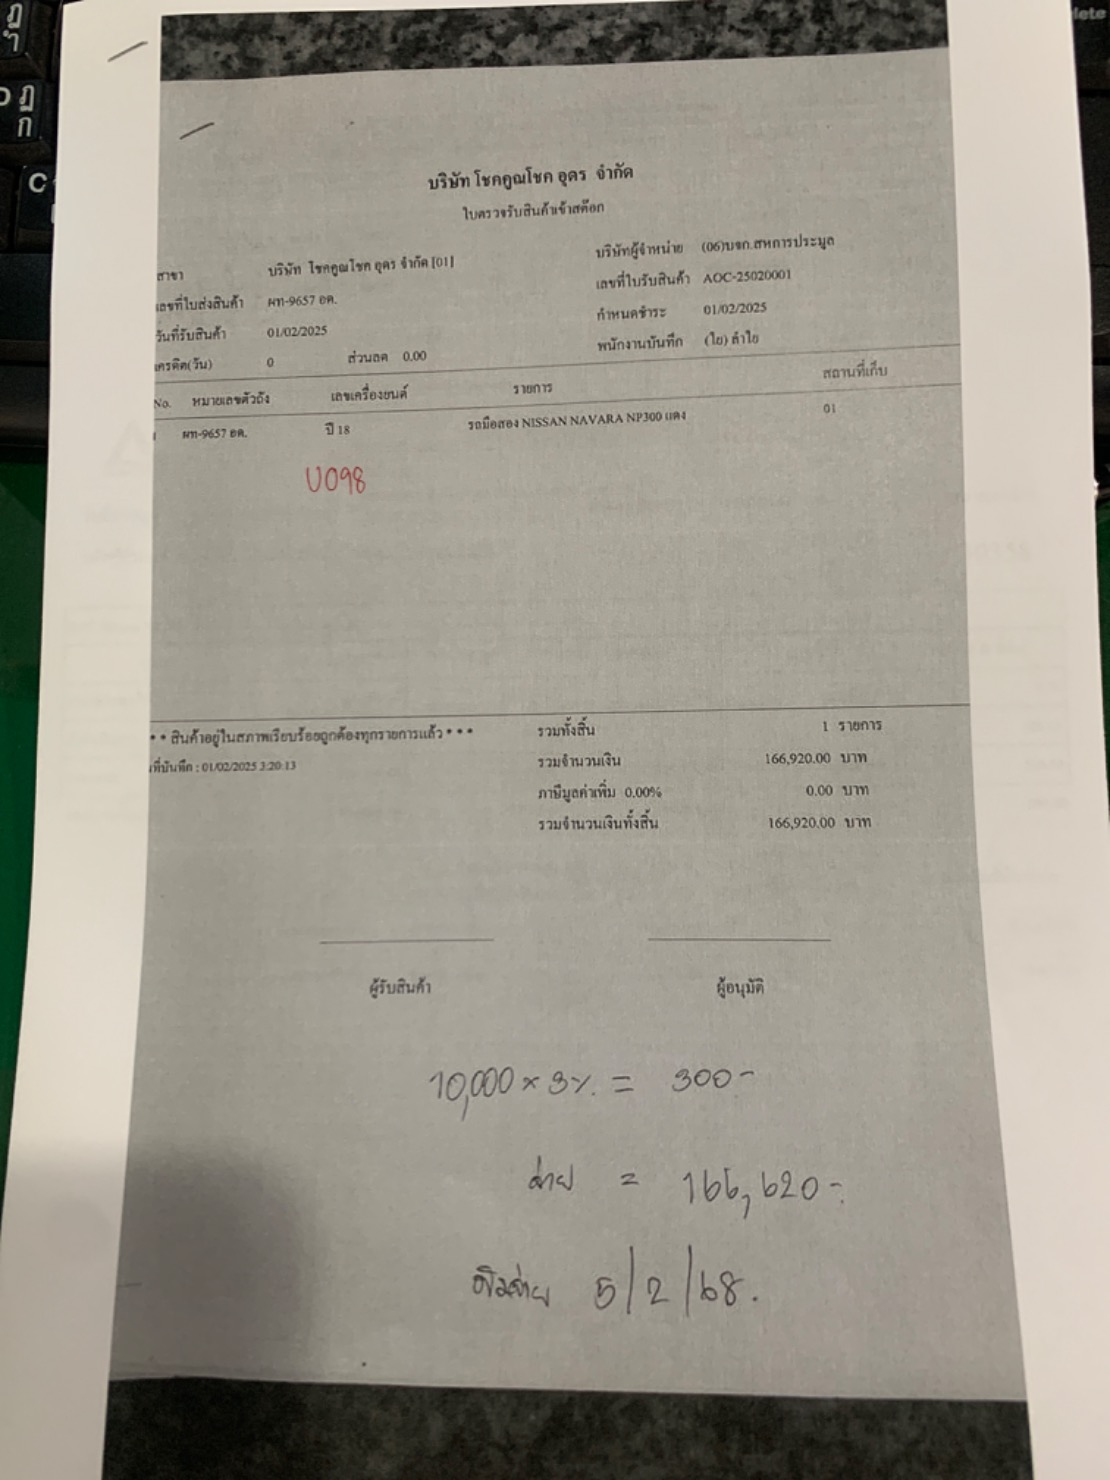 บริษัท โชคคูณโชค อุดร จำกัด
ใบตรวจรับสินค้าเข้าสต๊อก
สาขา บริษัท โชคคูณโชค อุดร จำกัด [01] บริษัทผู้จำหน่าย (06)บจก.สหการประมูล
เลขที่ใบส่งสินค้า ผท-9657 อด. เลขที่ใบรับสินค้า AOC-25020001
วันที่รับสินค้า 01/02/2025 กำหนดชำระ 01/02/2025
เครดิต(วัน) 0 ส่วนลด 0.00 พนักงานบันทึก (ไย) ลำไย
No. หมายเลขตัวถัง เลขเครื่องยนต์ รายการ สถานที่เก็บ
ผท-9657 อด. ปี 18 รถมือสอง NISSAN NAVARA NP300 แดง 01
U098
* * สินค้าอยู่ในสภาพเรียบร้อยถูกต้องทุกรายการแล้ว * * * รวมทั้งสิ้น 1 รายการ
ที่บันทึก : 01/02/2025 3:20:13 รวมจำนวนเงิน 166,920.00 บาท
ภาษีมูลค่าเพิ่ม 0.00% 0.00 บาท
รวมจำนวนเงินทั้งสิ้น 166,920.00 บาท
ผู้รับสินค้า ผู้อนุมัติ
10,000 × 3% = 300-
จ่าย = 166,620-
5/2/68.